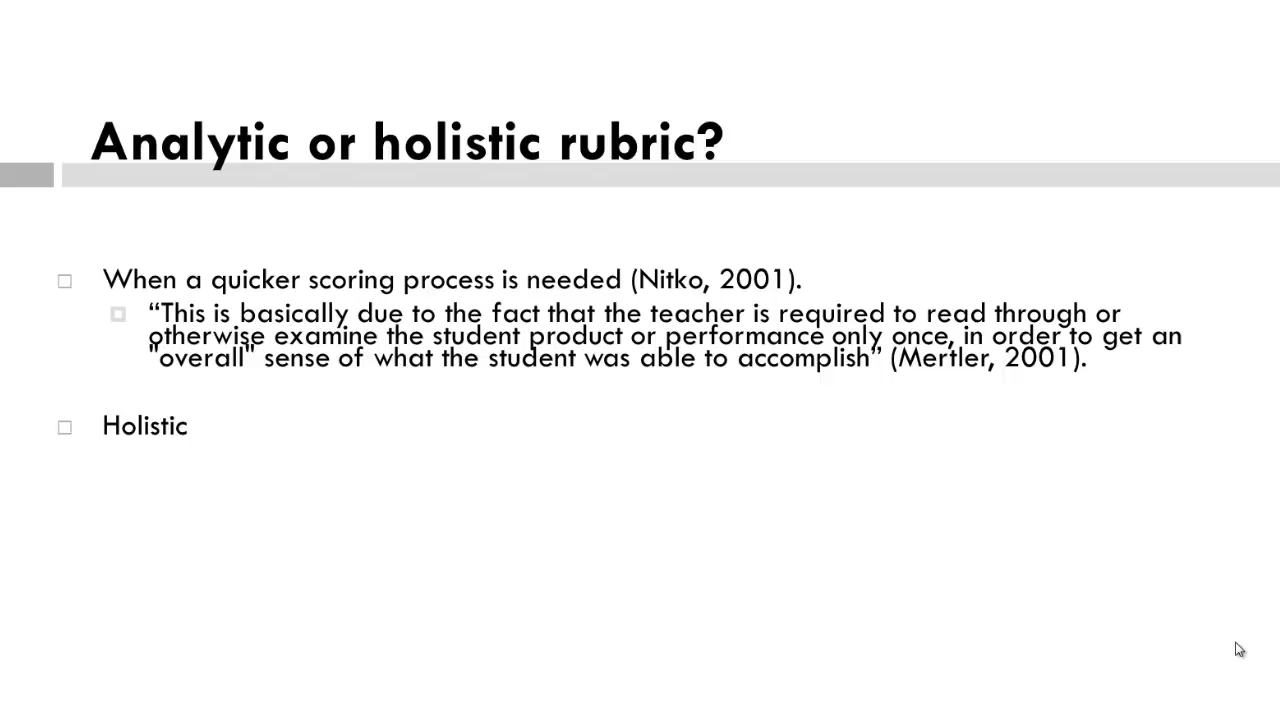 Analytic or holistic rubric?
When a quicker scoring process is needed (Nitko, 2001).
“This is basically due to the fact that the teacher is required to read through or
otherwise examine the student product or performance only once, in order to get an
"overall" sense of what the student was able to accomplish” (Mertler, 2001).
Holistic